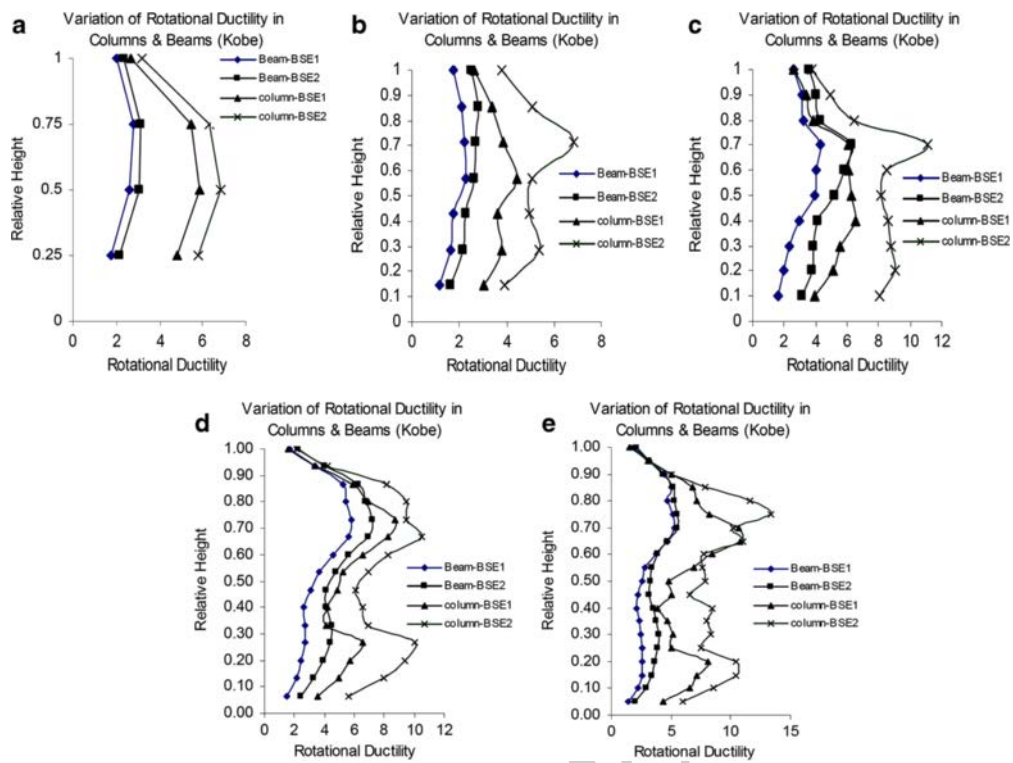 a
Variation of Rotational Ductility in
Columns & Beams (Kobe)
Relative Height
1
0.75
0.5
0.25
0
0 2 4 6 8
Rotational Ductility
Beam-BSE1
Beam-BSE2
column-BSE1
column-BSE2
b
Variation of Rotational Ductility in
Columns & Beams (Kobe)
Relative Height
1
0.9
0.8
0.7
0.6
0.5
0.4
0.3
0.2
0.1
0
0 2 4 6 8
Rotational Ductility
Beam-BSE1
Beam-BSE2
column-BSE1
column-BSE2
c
Variation of Rotational Ductility in
Columns & Beams (Kobe)
Relative Height
1
0.9
0.8
0.7
0.6
0.5
0.4
0.3
0.2
0.1
0
0 2 4 6 8 10 12
Rotational Ductility
Beam-BSE1
Beam-BSE2
column-BSE1
column-BSE2
d
Variation of Rotational Ductility in
Columns & Beams (Kobe)
Relative Height
1.00
0.90
0.80
0.70
0.60
0.50
0.40
0.30
0.20
0.10
0.00
0 2 4 6 8 10 12
Rotational Ductility
Beam-BSE1
Beam-BSE2
column-BSE1
column-BSE2
e
Variation of Rotational Ductility in
Columns & Beams (Kobe)
Relative Height
1.00
0.90
0.80
0.70
0.60
0.50
0.40
0.30
0.20
0.10
0.00
0 5 10 15
Rotational Ductility
Beam-BSE1
Beam-BSE2
column-BSE1
column-BSE2